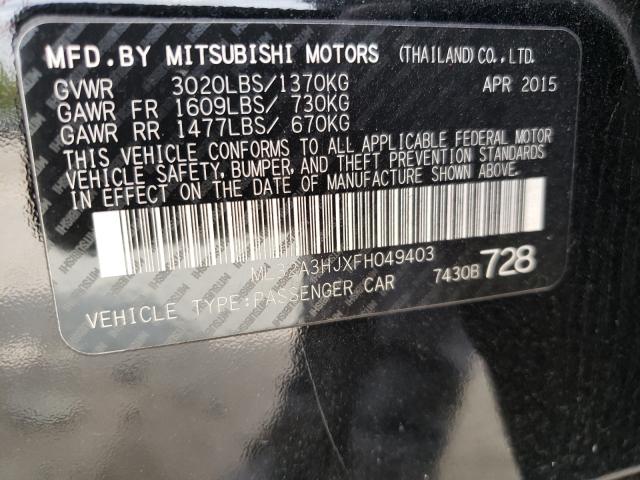 MFD.BY MITSUBISHI MOTORS (THAILAND)CO.,LTD.
GVWR 3020LBS/1370KG APR 2015
GAWR FR 1609LBS/ 730KG
GAWR RR 1477LBS/ 670KG
THIS VEHICLE CONFORMS TO ALL APPLICABLE FEDERAL MOTOR
VEHICLE SAFETY, BUMPER, AND THEFT PREVENTION STANDARDS
IN EFFECT ON THE DATE OF MANUFACTURE SHOWN ABOVE.
ML32A3HJXFH049403
7430B 728
VEHICLE TYPE:PASSENGER CAR